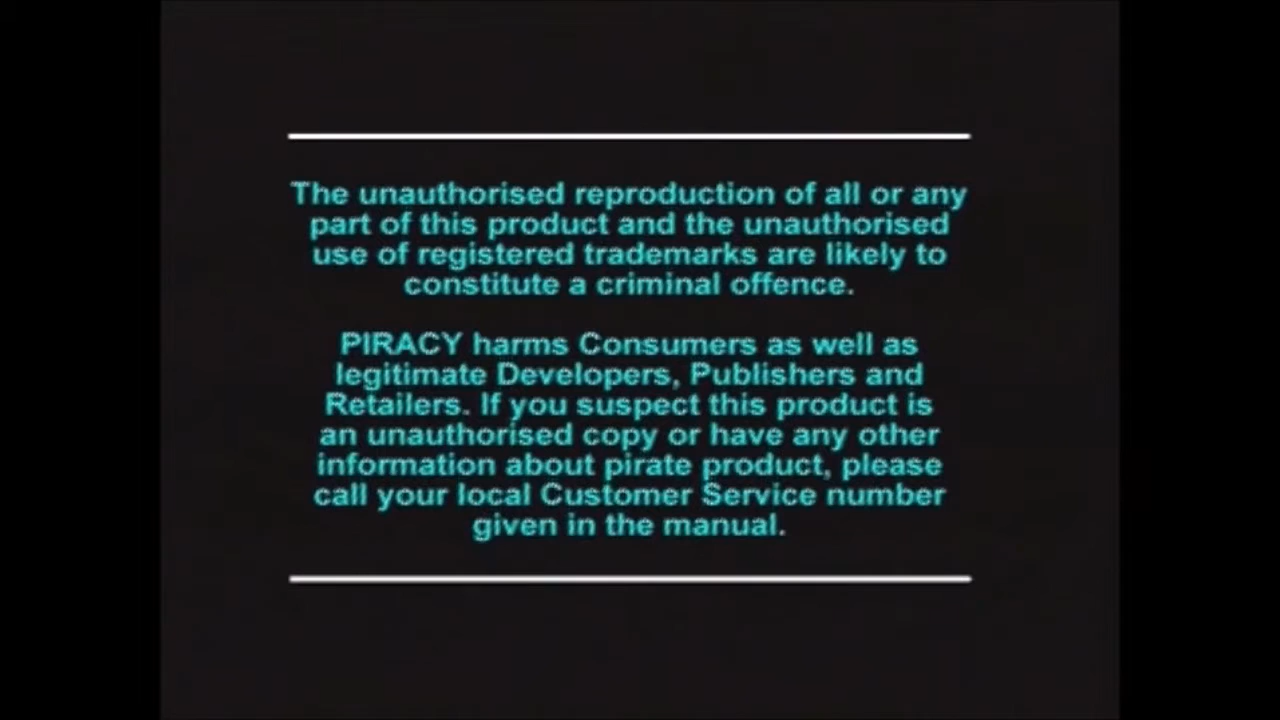 The unauthorised reproduction of all or any
part of this product and the unauthorised
use of registered trademarks are likely to
constitute a criminal offence.
PIRACY harms Consumers as well as
legitimate Developers, Publishers and
Retailers. If you suspect this product is
an unauthorised copy or have any other
information about pirate product, please
call your local Customer Service number
given in the manual.